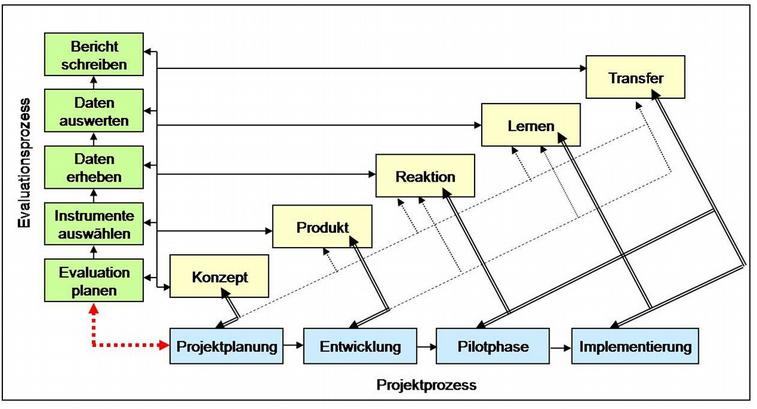 Bericht
schreiben
Daten
auswerten
Daten
erheben
Instrumente
auswählen
Evaluation
planen
Evaluationsprozess
Transfer
Lernen
Reaktion
Produkt
Konzept
Projektplanung
Entwicklung
Pilotphase
Implementierung
Projektprozess